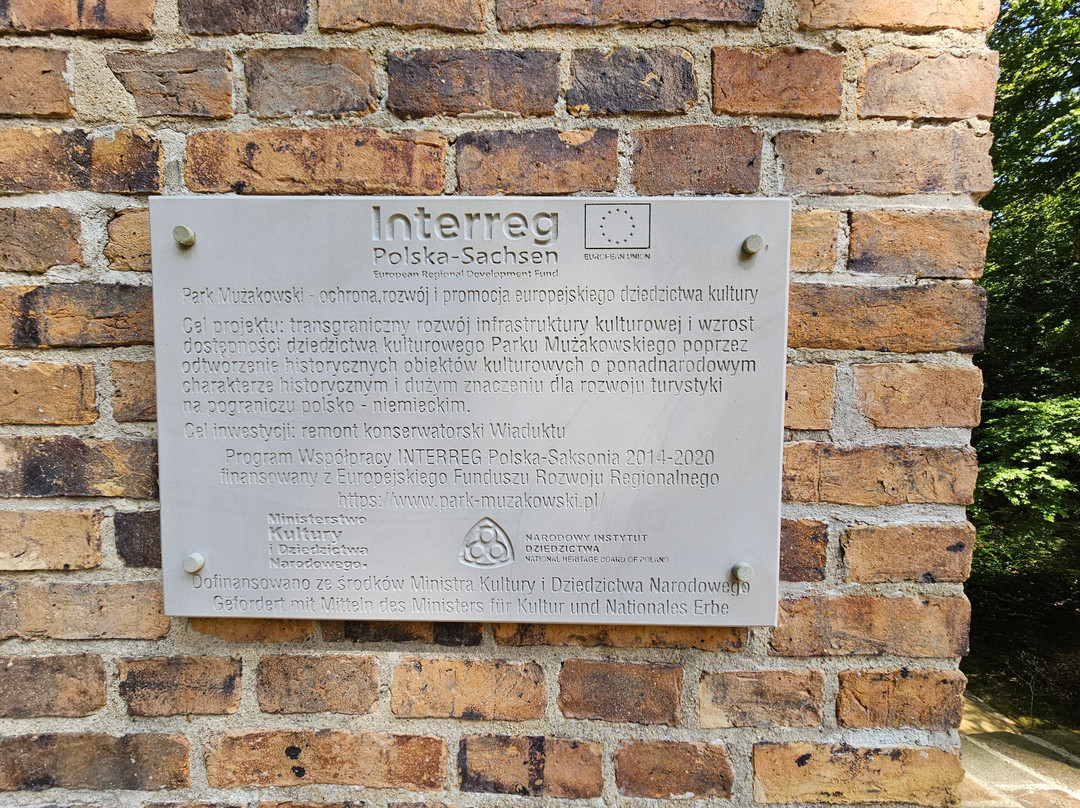 Interreg
Polska-Sachsen
European Regional Development Fund
EUROPEAN UNION
Park Mużakowski - ochrona,rozwój i promocja europejskiego dziedzictwa kultury
Cel projektu: transgraniczny rozwój infrastruktury kulturowej i wzrost
dostępności dziedzictwa kulturowego Parku Mużakowskiego poprzez
odtworzenie historycznych obiektów kulturowych o ponadnarodowym
charakterze historycznym i dużym znaczeniu dla rozwoju turystyki
na pograniczu polsko - niemieckim.
Cel inwestycji: remont konserwatorski Wiaduktu
Program Współpracy INTERREG Polska-Saksonia 2014-2020
finansowany z Europejskiego Funduszu Rozwoju Regionalnego
https://www.park-muzakowski.pl/
Ministerstwo
Kultury
i Dziedzictwa
Narodowego.
NARODOWY INSTYTUT
DZIEDZICTWA
NATIONAL HERITAGE BOARD OF POLAND
Dofinansowano ze środków Ministra Kultury i Dziedzictwa Narodowego
Gefordert mit Mitteln des Ministers für Kultur und Nationales Erbe